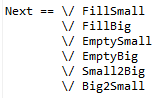 Next == \/ FillSmall
        \/ FillBig
        \/ EmptySmall
        \/ EmptyBig
        \/ Small2Big
        \/ Big2Small